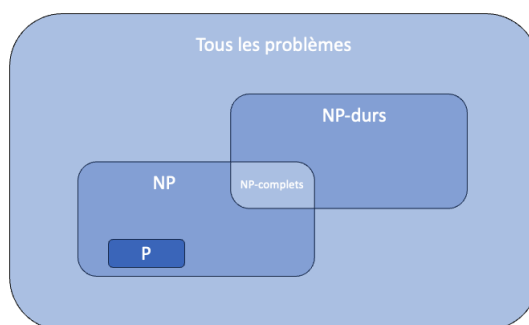 Tous les problèmes
NP-durs
NP
NP-complets
P